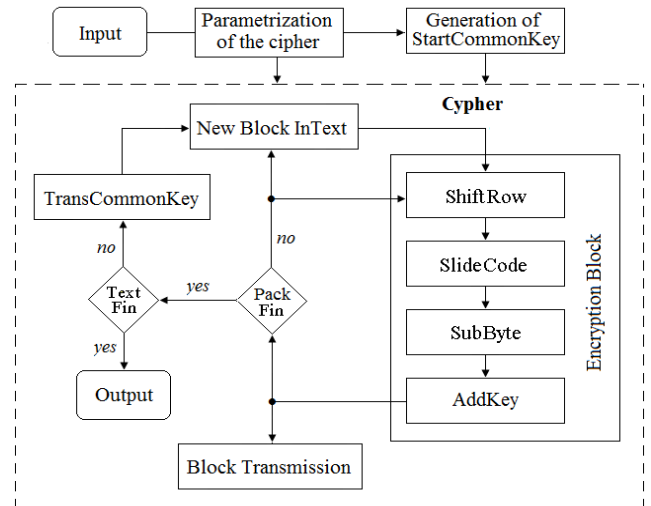 Input
Parametrization
of the cipher
Generation of
StartCommonKey
Cypher
New Block InText
TransCommonKey
ShiftRow
no
no
SlideCode
Encryption Block
Text
Fin
yes
Pack
Fin
SubByte
yes
Output
AddKey
Block Transmission